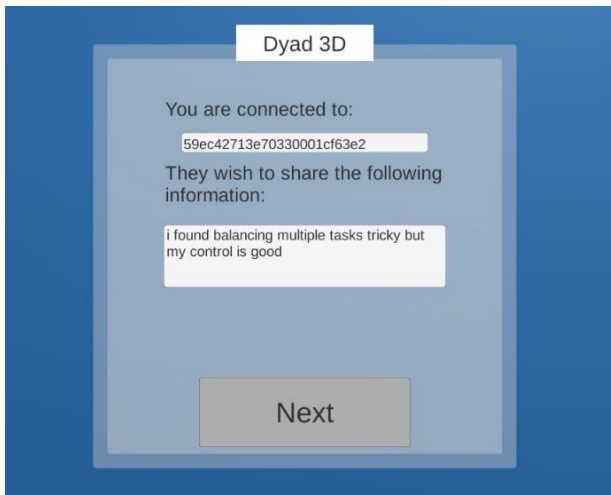 Dyad 3D
You are connected to:
59ec42713e70330001cf63e2
They wish to share the following
information:
i found balancing multiple tasks tricky but
my control is good
Next